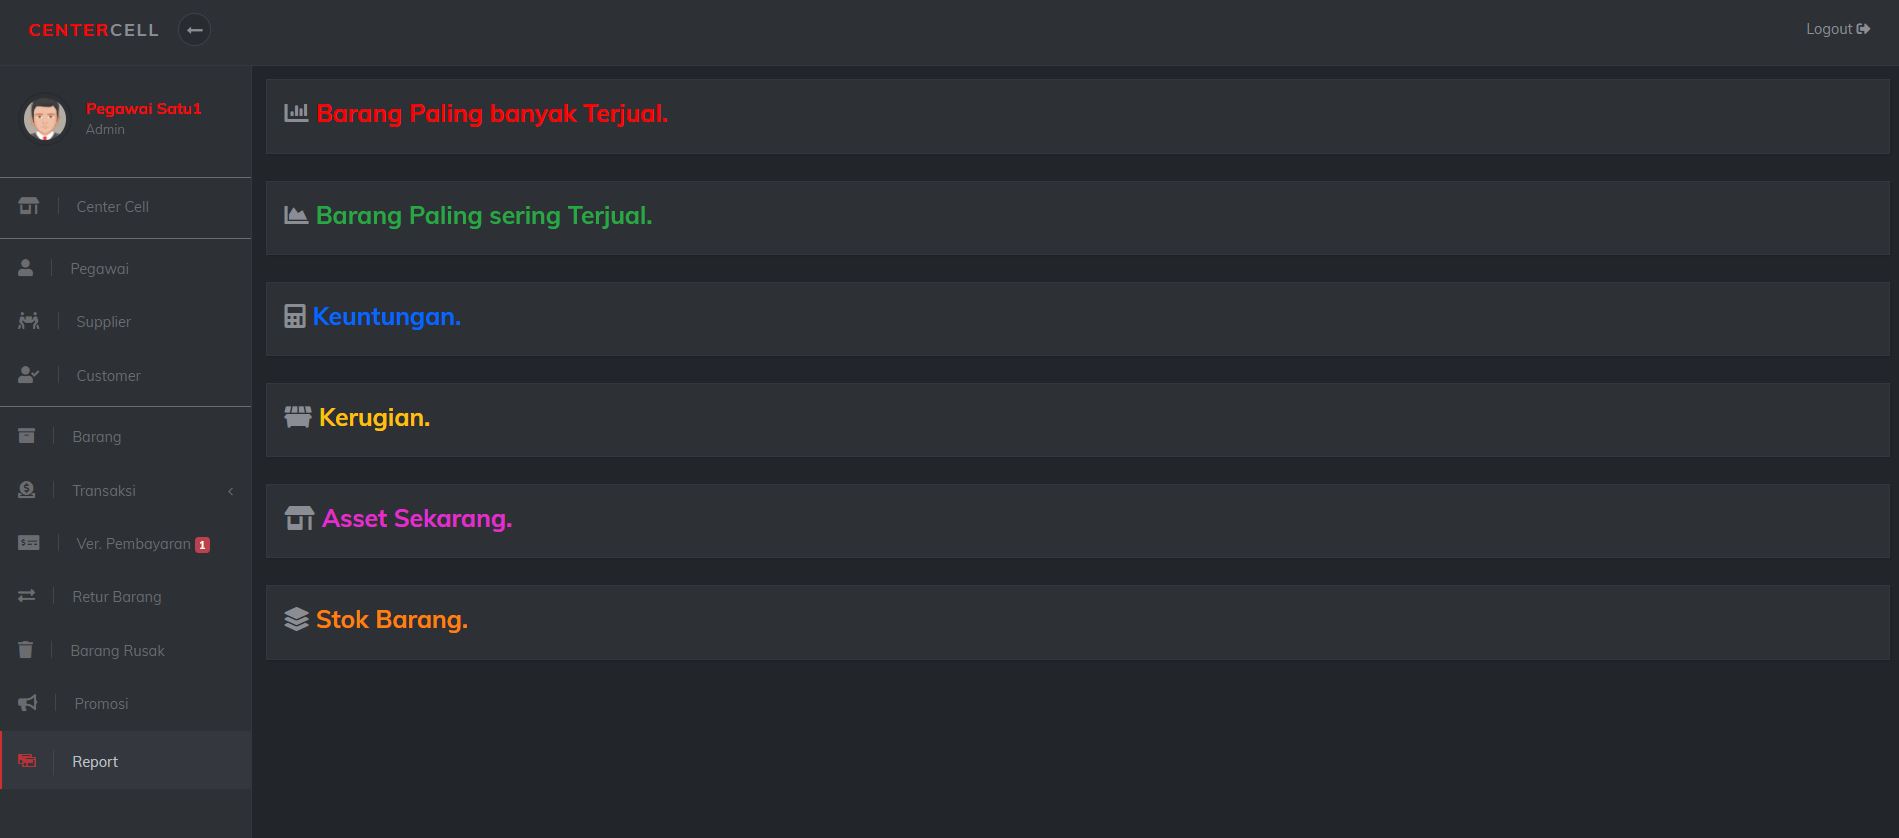 CENTERCELL
Logout
Pegawai Satu1
Admin
Center Cell
Pegawai
Supplier
Customer
Barang
Transaksi
Ver. Pembayaran 1
Retur Barang
Barang Rusak
Promosi
Report
Barang Paling banyak Terjual.
Barang Paling sering Terjual.
Keuntungan.
Kerugian.
Asset Sekarang.
Stok Barang.